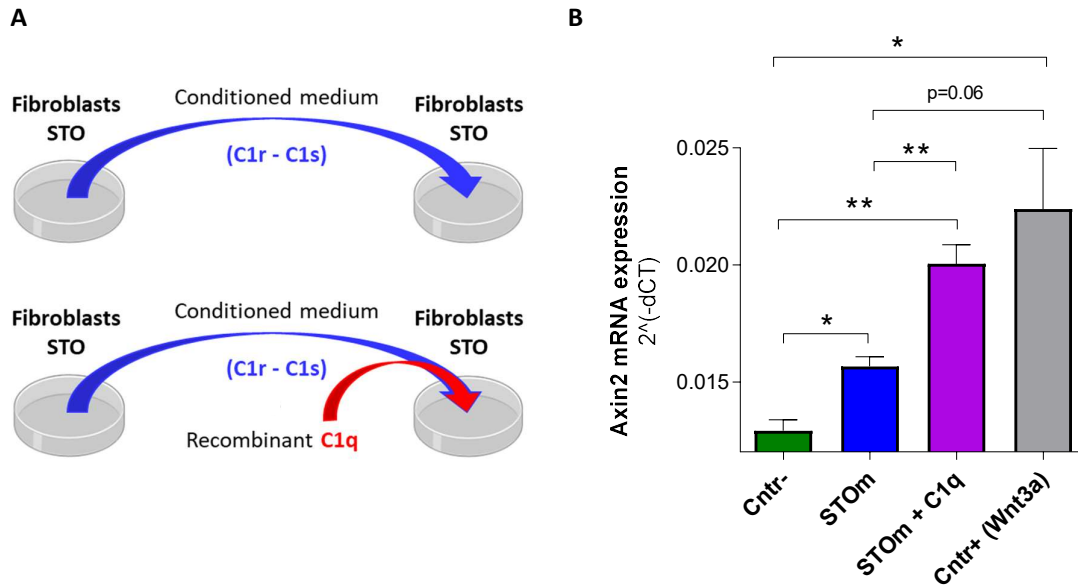 A
Fibroblasts
STO
Conditioned medium
(C1r - C1s)
Fibroblasts
STO
Fibroblasts
STO
Conditioned medium
(C1r - C1s)
Fibroblasts
STO
Recombinant C1q
B
*
p=0.06
**
**
*
Axin2 mRNA expression
2^(-dCT)
0.025
0.020
0.015
Cntr-
STOm
STOm + C1q
Cntr+ (Wnt3a)